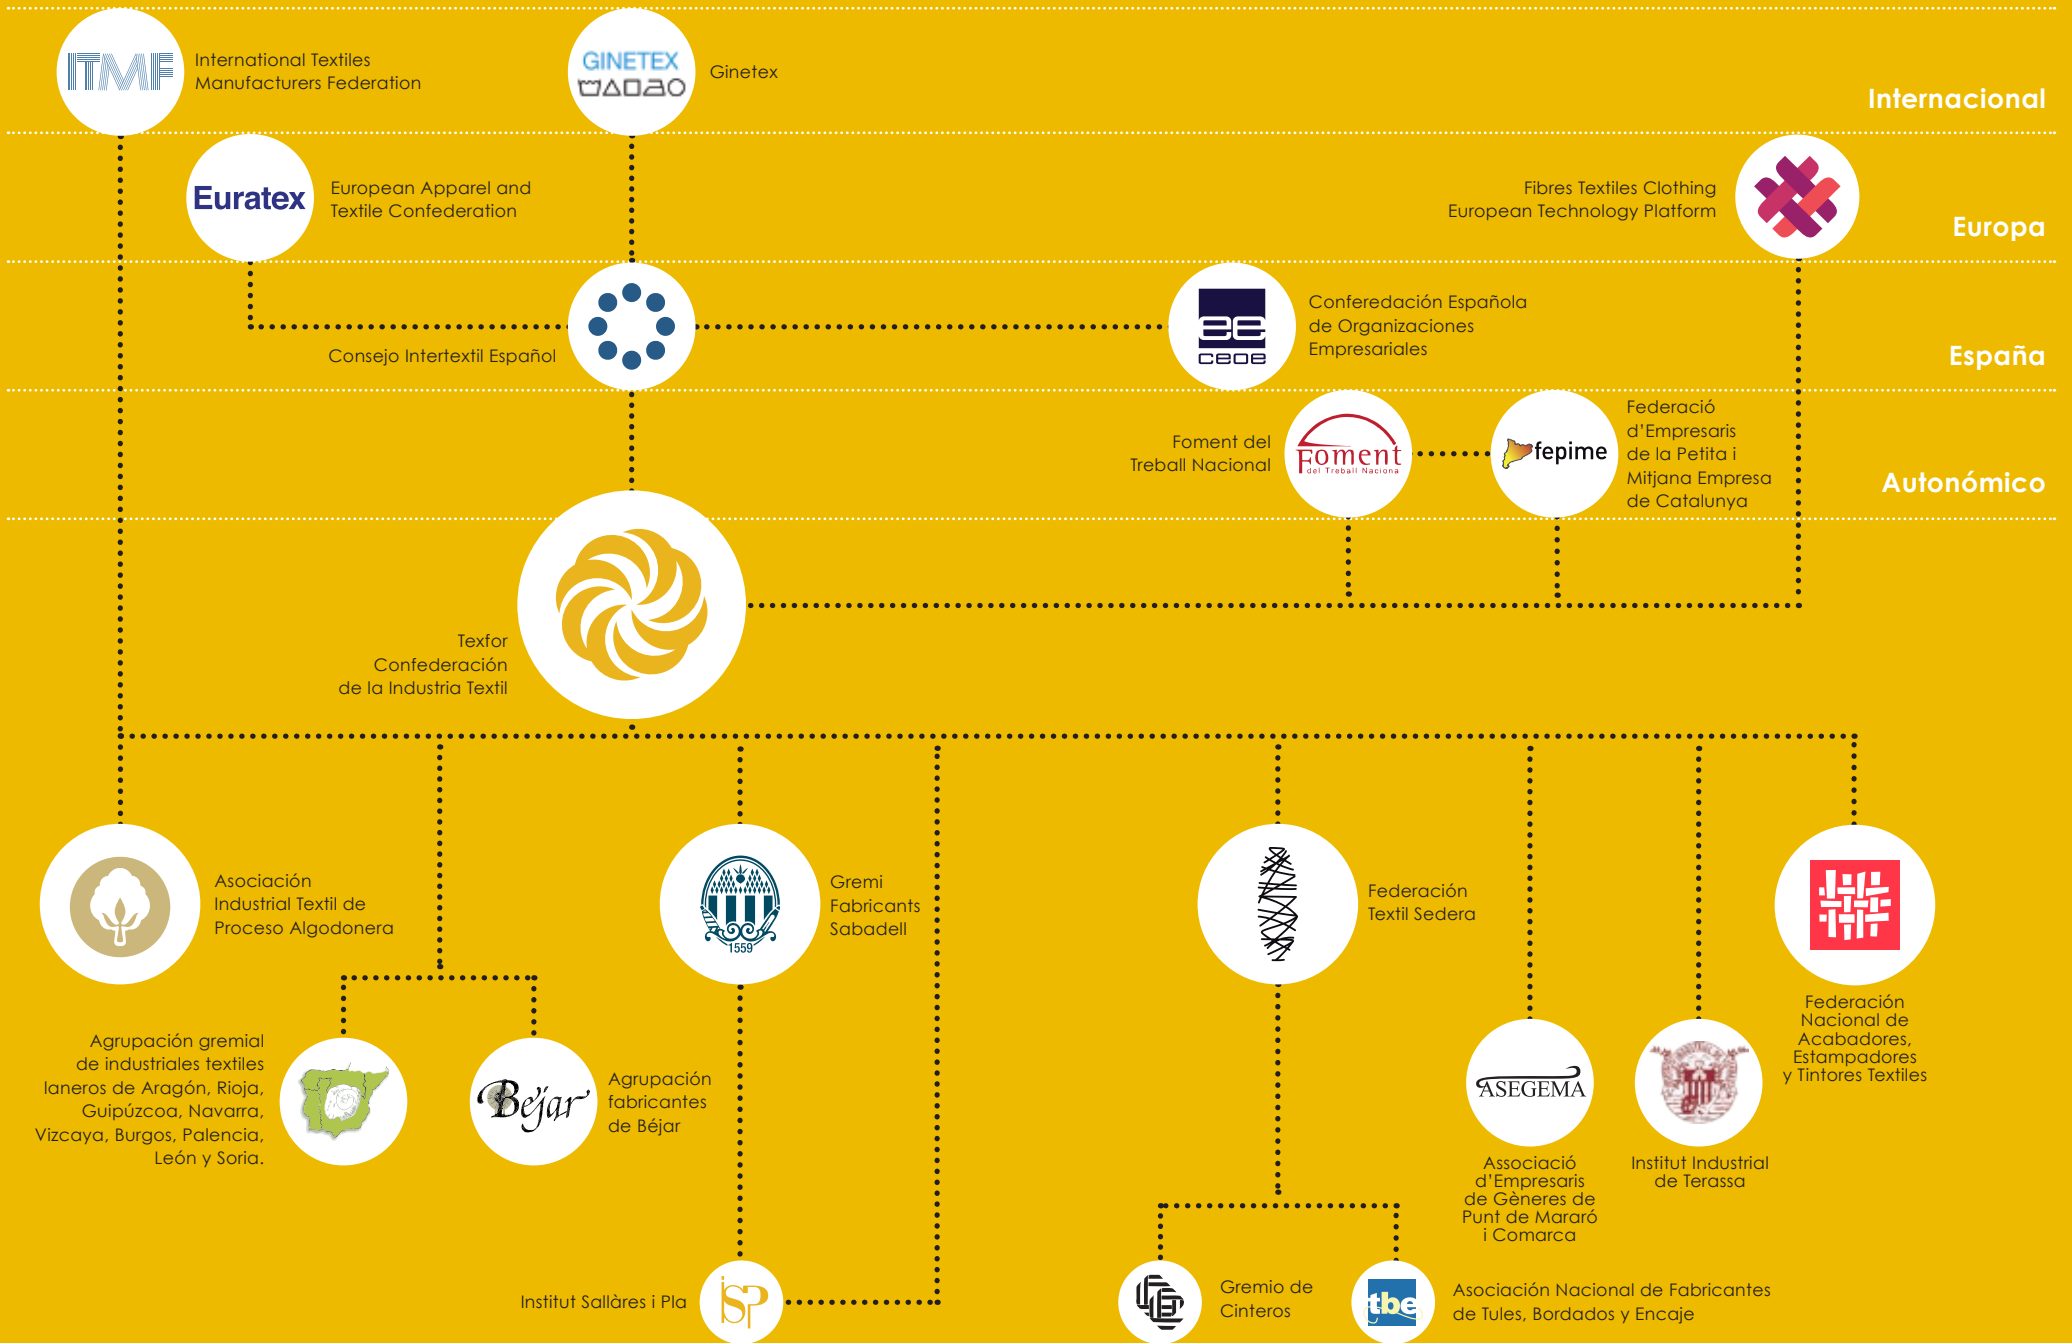 ITMF
International Textiles
Manufacturers Federation
GINETEX
Ginetex
Internacional
Euratex
European Apparel and
Textile Confederation
Fibres Textiles Clothing
European Technology Platform
Europa
Consejo Intertextil Español
ceoe
Conferedación Española
de Organizaciones
Empresariales
España
Foment del
Treball Nacional
Foment
del Treball Naciona
fepime
Federació
d'Empresaris
de la Petita i
Mitjana Empresa
de Catalunya
Autonómico
Texfor
Confederación
de la Industria Textil
Asociación
Industrial Textil de
Proceso Algodonera
1559
Gremi
Fabricants
Sabadell
Federación
Textil Sedera
Federación
Nacional de
Acabadores,
Estampadores
y Tintores Textiles
Agrupación gremial
de industriales textiles
laneros de Aragón, Rioja,
Guipúzcoa, Navarra,
Vizcaya, Burgos, Palencia,
León y Soria.
Béjar
Agrupación
fabricantes
de Béjar
ASEGEMA
Associació
d'Empresaris
de Gèneres de
Punt de Mararó
i Comarca
Institut Industrial
de Terassa
Institut Sallàres i Pla
isp
Gremio de
Cinteros
tbe
Asociación Nacional de Fabricantes
de Tules, Bordados y Encaje